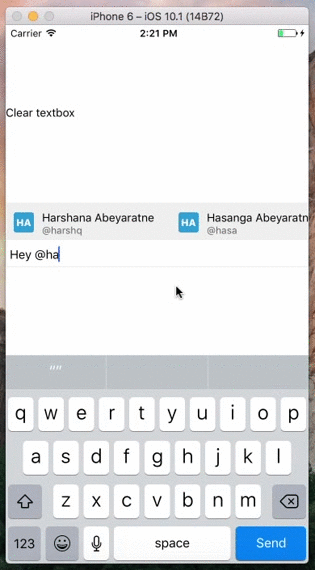 iPhone 6 – iOS 10.1 (14B72)
Carrier 2:21 PM
Clear textbox
HA Harshana Abeyaratne HA Hasanga Abeyaratn
@harshq @hasa
Hey @ha
“”
q w e r t y u i o p
a s d f g h j k l
z x c v b n m
123 space Send